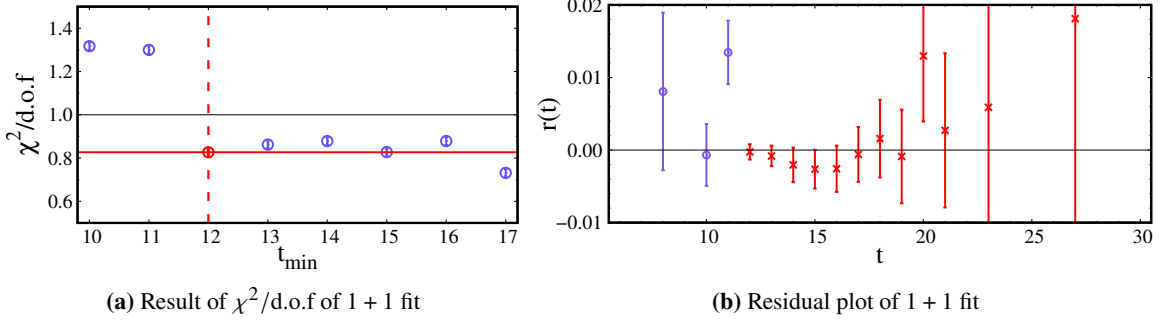 1.4
1.2
1.0
0.8
0.6
χ²/d.o.f
10 11 12 13 14 15 16 17
t_min
(a) Result of χ²/d.o.f of 1 + 1 fit
0.02
0.01
0.00
−0.01
r(t)
10 15 20 25 30
t
(b) Residual plot of 1 + 1 fit